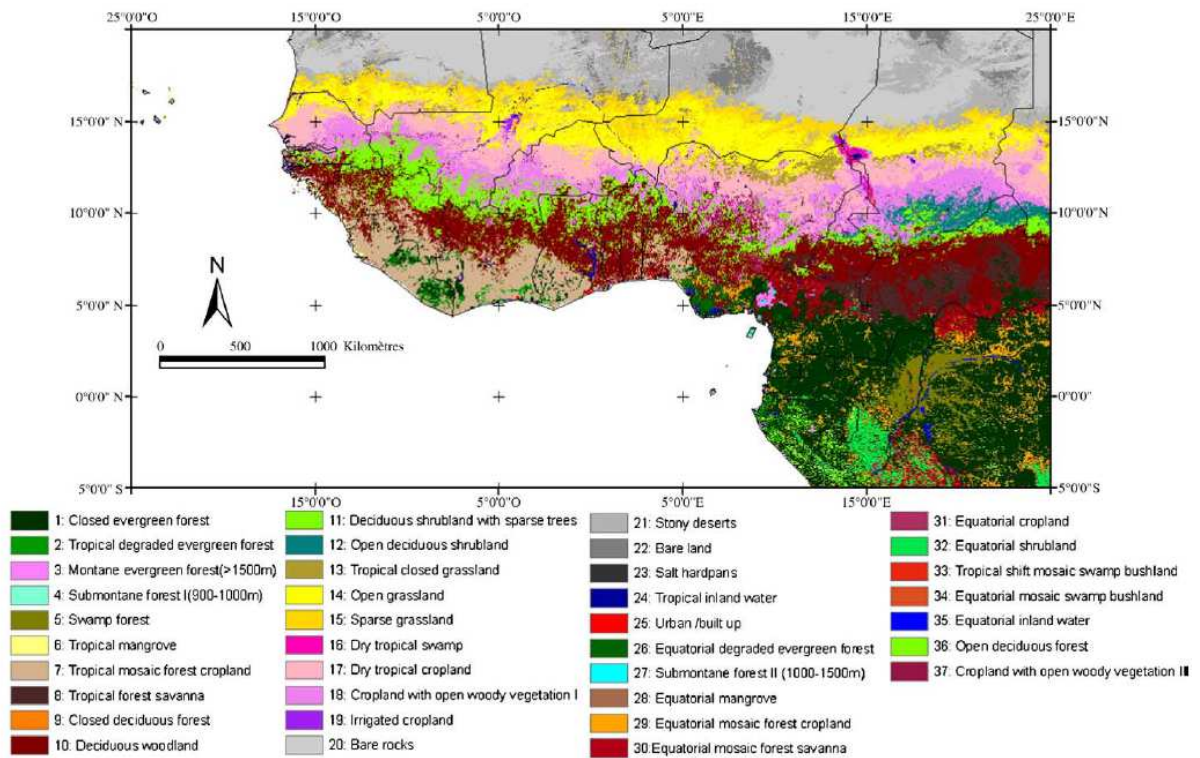 25°0'0" W 15°0'0"W 5°0'0"W 5°0'0"E 15°0'0"E 25°0'0"E
15°0'0" N 15°0'0"N
10°0'0" N 10°0'0"N
N
5°0'0" N 5°0'0"N
0 500 1000 Kilomètres
0°0'0" N 0°0'0"N
5°0'0"S 5°0'0"S
15°0'0"W 5°0'0"W 5°0'0"E 15°0'0"E
1: Closed evergreen forest
2: Tropical degraded evergreen forest
3: Montane evergreen forest(>1500m)
4: Submontane forest I(900-1000m)
5: Swamp forest
6: Tropical mangrove
7: Tropical mosaic forest cropland
8: Tropical forest savanna
9: Closed deciduous forest
10: Deciduous woodland
11: Deciduous shrubland with sparse trees
12: Open deciduous shrubland
13: Tropical closed grassland
14: Open grassland
15: Sparse grassland
16: Dry tropical swamp
17: Dry tropical cropland
18: Cropland with open woody vegetation I
19: Irrigated cropland
20: Bare rocks
21: Stony deserts
22: Bare land
23: Salt hardpans
24: Tropical inland water
25: Urban /built up
26: Equatorial degraded evergreen forest
27: Submontane forest II (1000-1500m)
28: Equatorial mangrove
29: Equatorial mosaic forest cropland
30:Equatorial mosaic forest savanna
31: Equatorial cropland
32: Equatorial shrubland
33: Tropical shift mosaic swamp bushland
34: Equatorial mosaic swamp bushland
35: Equatorial inland water
36: Open deciduous forest
37: Cropland with open woody vegetation II